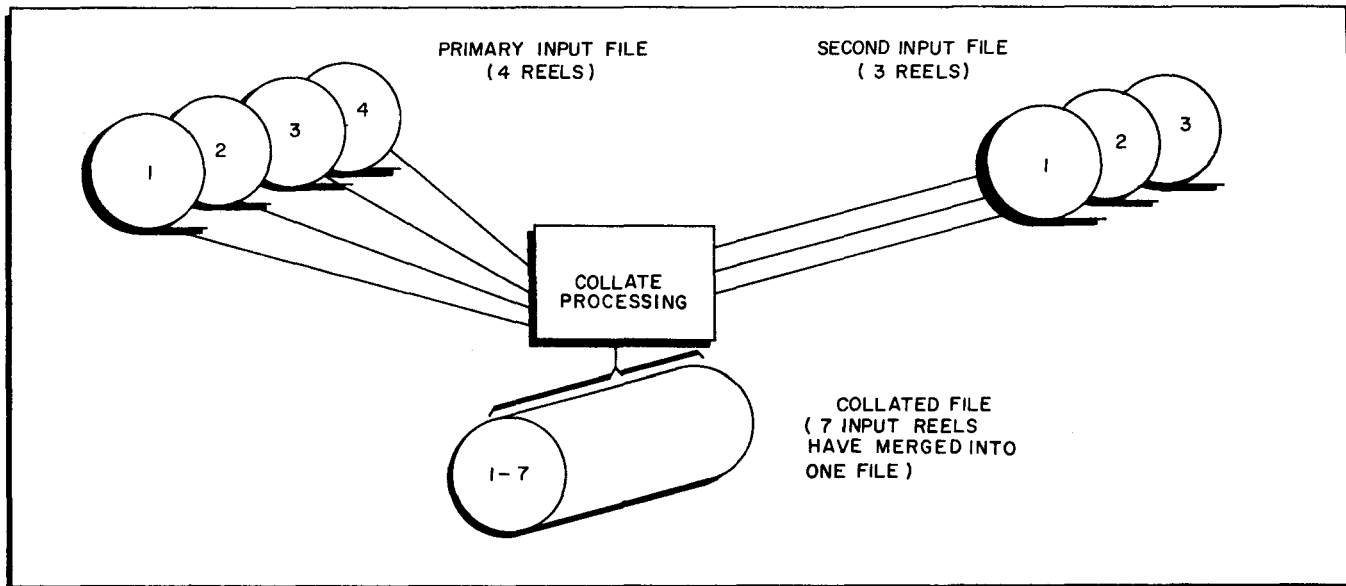 PRIMARY INPUT FILE
(4 REELS)
SECOND INPUT FILE
(3 REELS)
1
2
3
4
1
2
3
COLLATE
PROCESSING
COLLATED FILE
(7 INPUT REELS
HAVE MERGED INTO
ONE FILE)
1-7